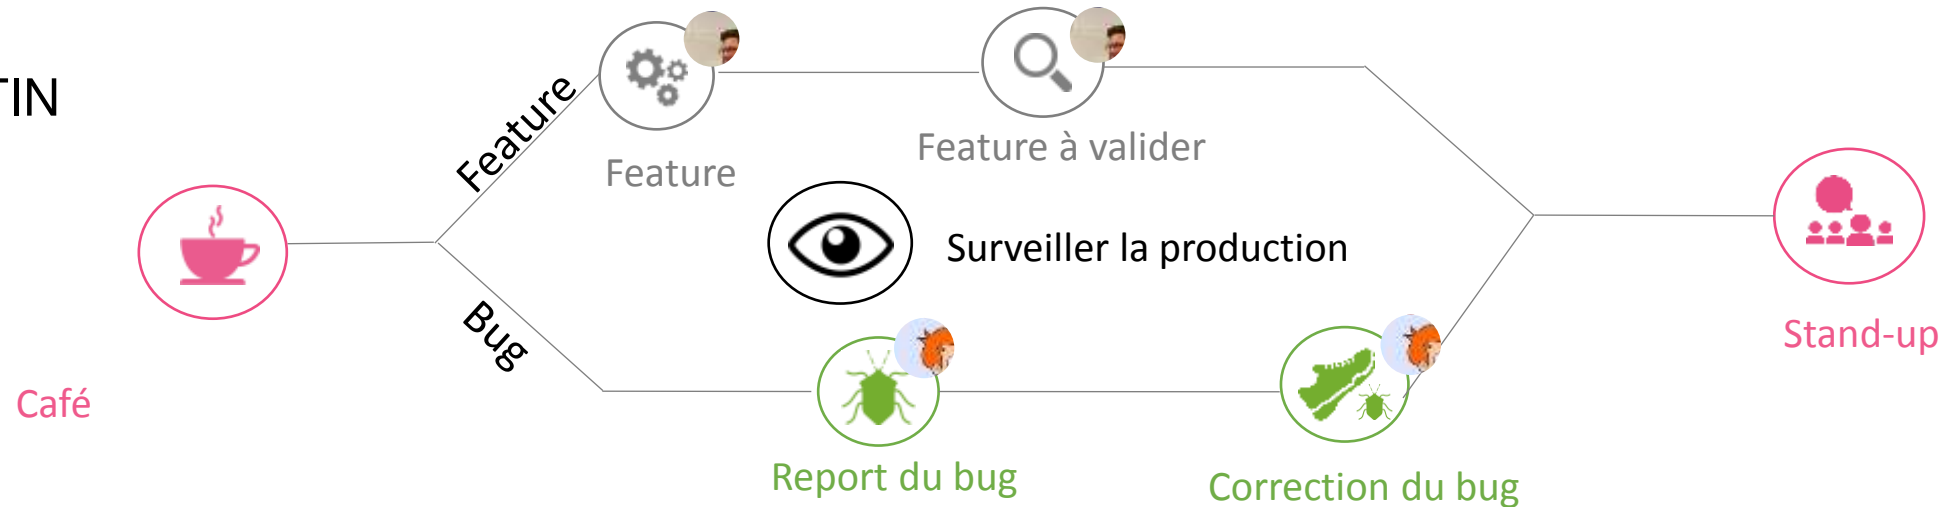 TIN
Feature
Feature
Feature à valider
Surveiller la production
Bug
Stand-up
Café
Report du bug
Correction du bug